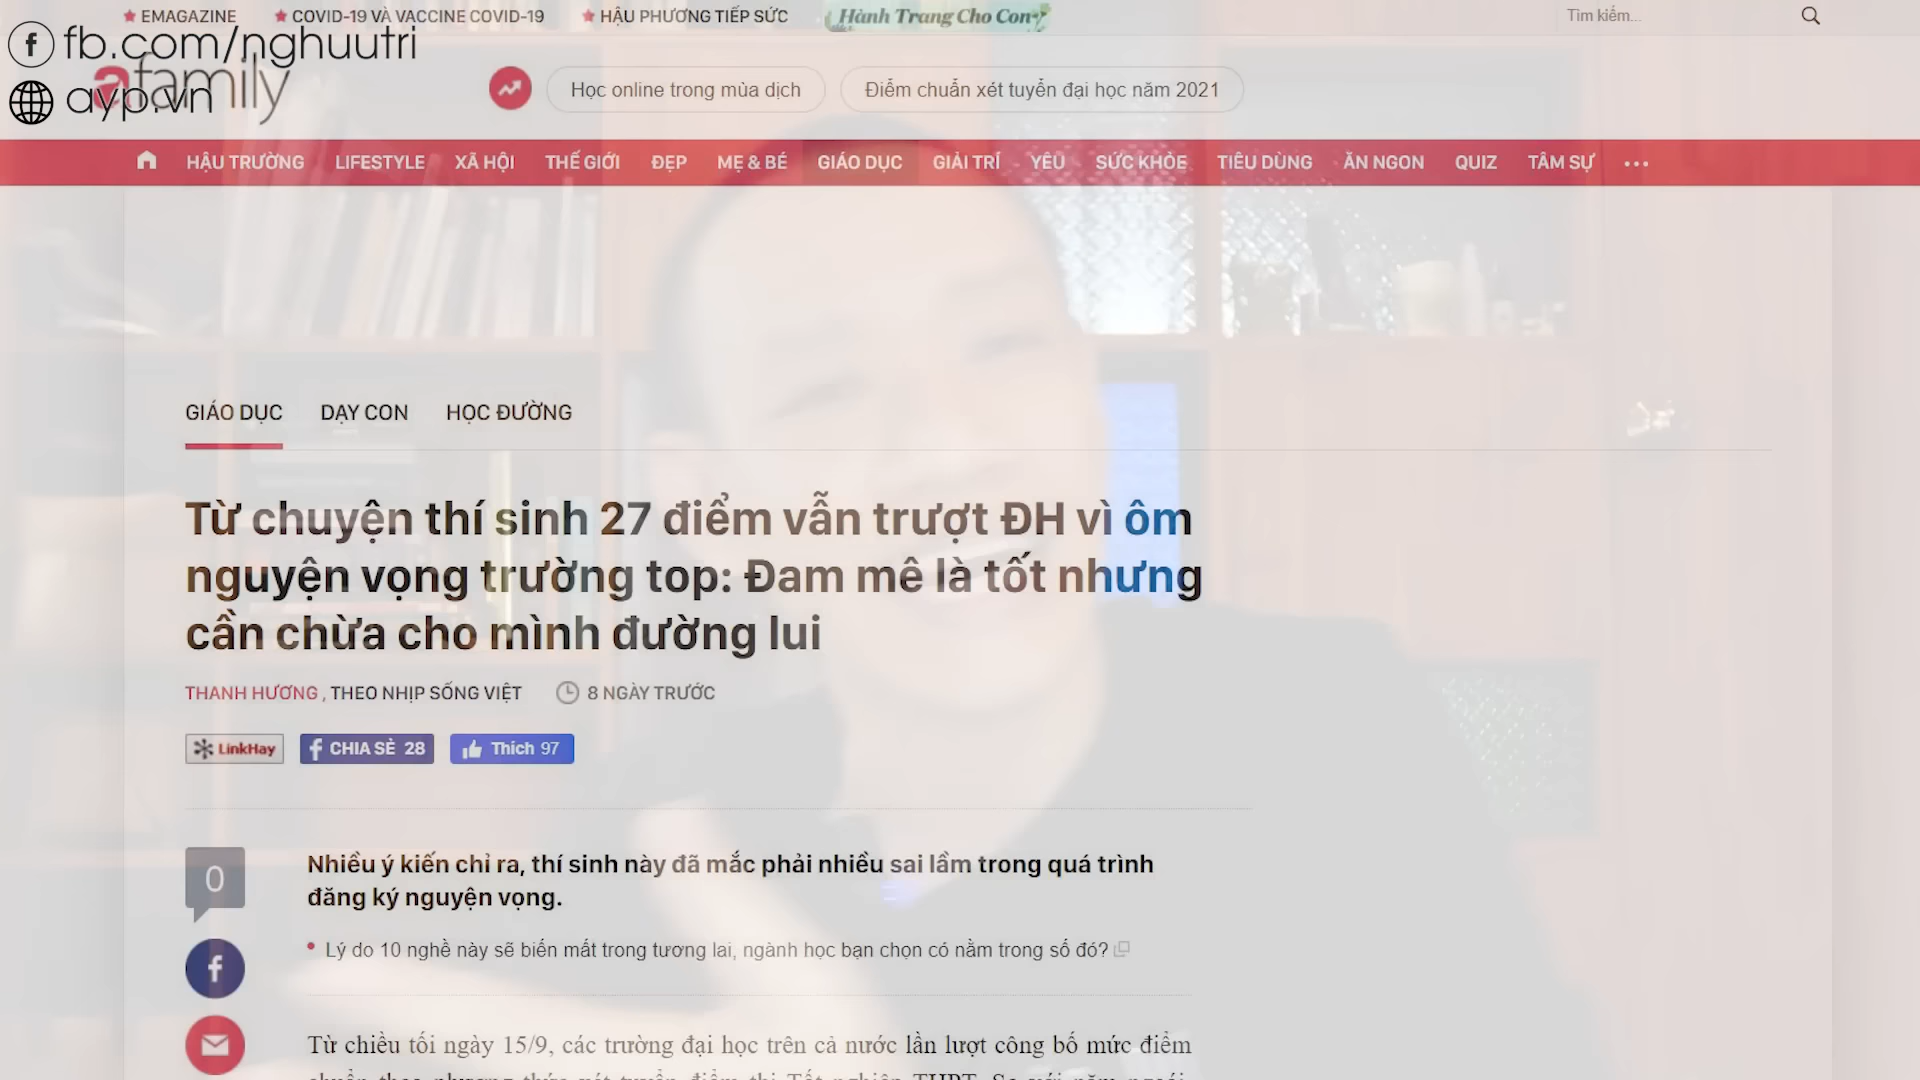 EMAGAZINE COVID-19 VÀ VACCINE COVID-19 HẬU PHƯƠNG TIẾP SỨC Hành Trang Cho Con Tìm kiếm...
fb.com/nghuutri
afamily
ayp.vn
Học online trong mùa dịch Điểm chuẩn xét tuyển đại học năm 2021
HẬU TRƯỜNG LIFESTYLE XÃ HỘI THẾ GIỚI ĐẸP MẸ & BÉ GIÁO DỤC GIẢI TRÍ YÊU SỨC KHỎE TIÊU DÙNG ĂN NGON QUIZ TÂM SỰ
GIÁO DỤC DẠY CON HỌC ĐƯỜNG
Từ chuyện thí sinh 27 điểm vẫn trượt ĐH vì ôm
nguyện vọng trường top: Đam mê là tốt nhưng
cần chừa cho mình đường lui
THANH HƯƠNG , THEO NHỊP SỐNG VIỆT 8 NGÀY TRƯỚC
LinkHay CHIA SẺ 28 Thích 97
0
Nhiều ý kiến chỉ ra, thí sinh này đã mắc phải nhiều sai lầm trong quá trình
đăng ký nguyện vọng.
Lý do 10 nghề này sẽ biến mất trong tương lai, ngành học bạn chọn có nằm trong số đó?
Từ chiều tối ngày 15/9, các trường đại học trên cả nước lần lượt công bố mức điểm